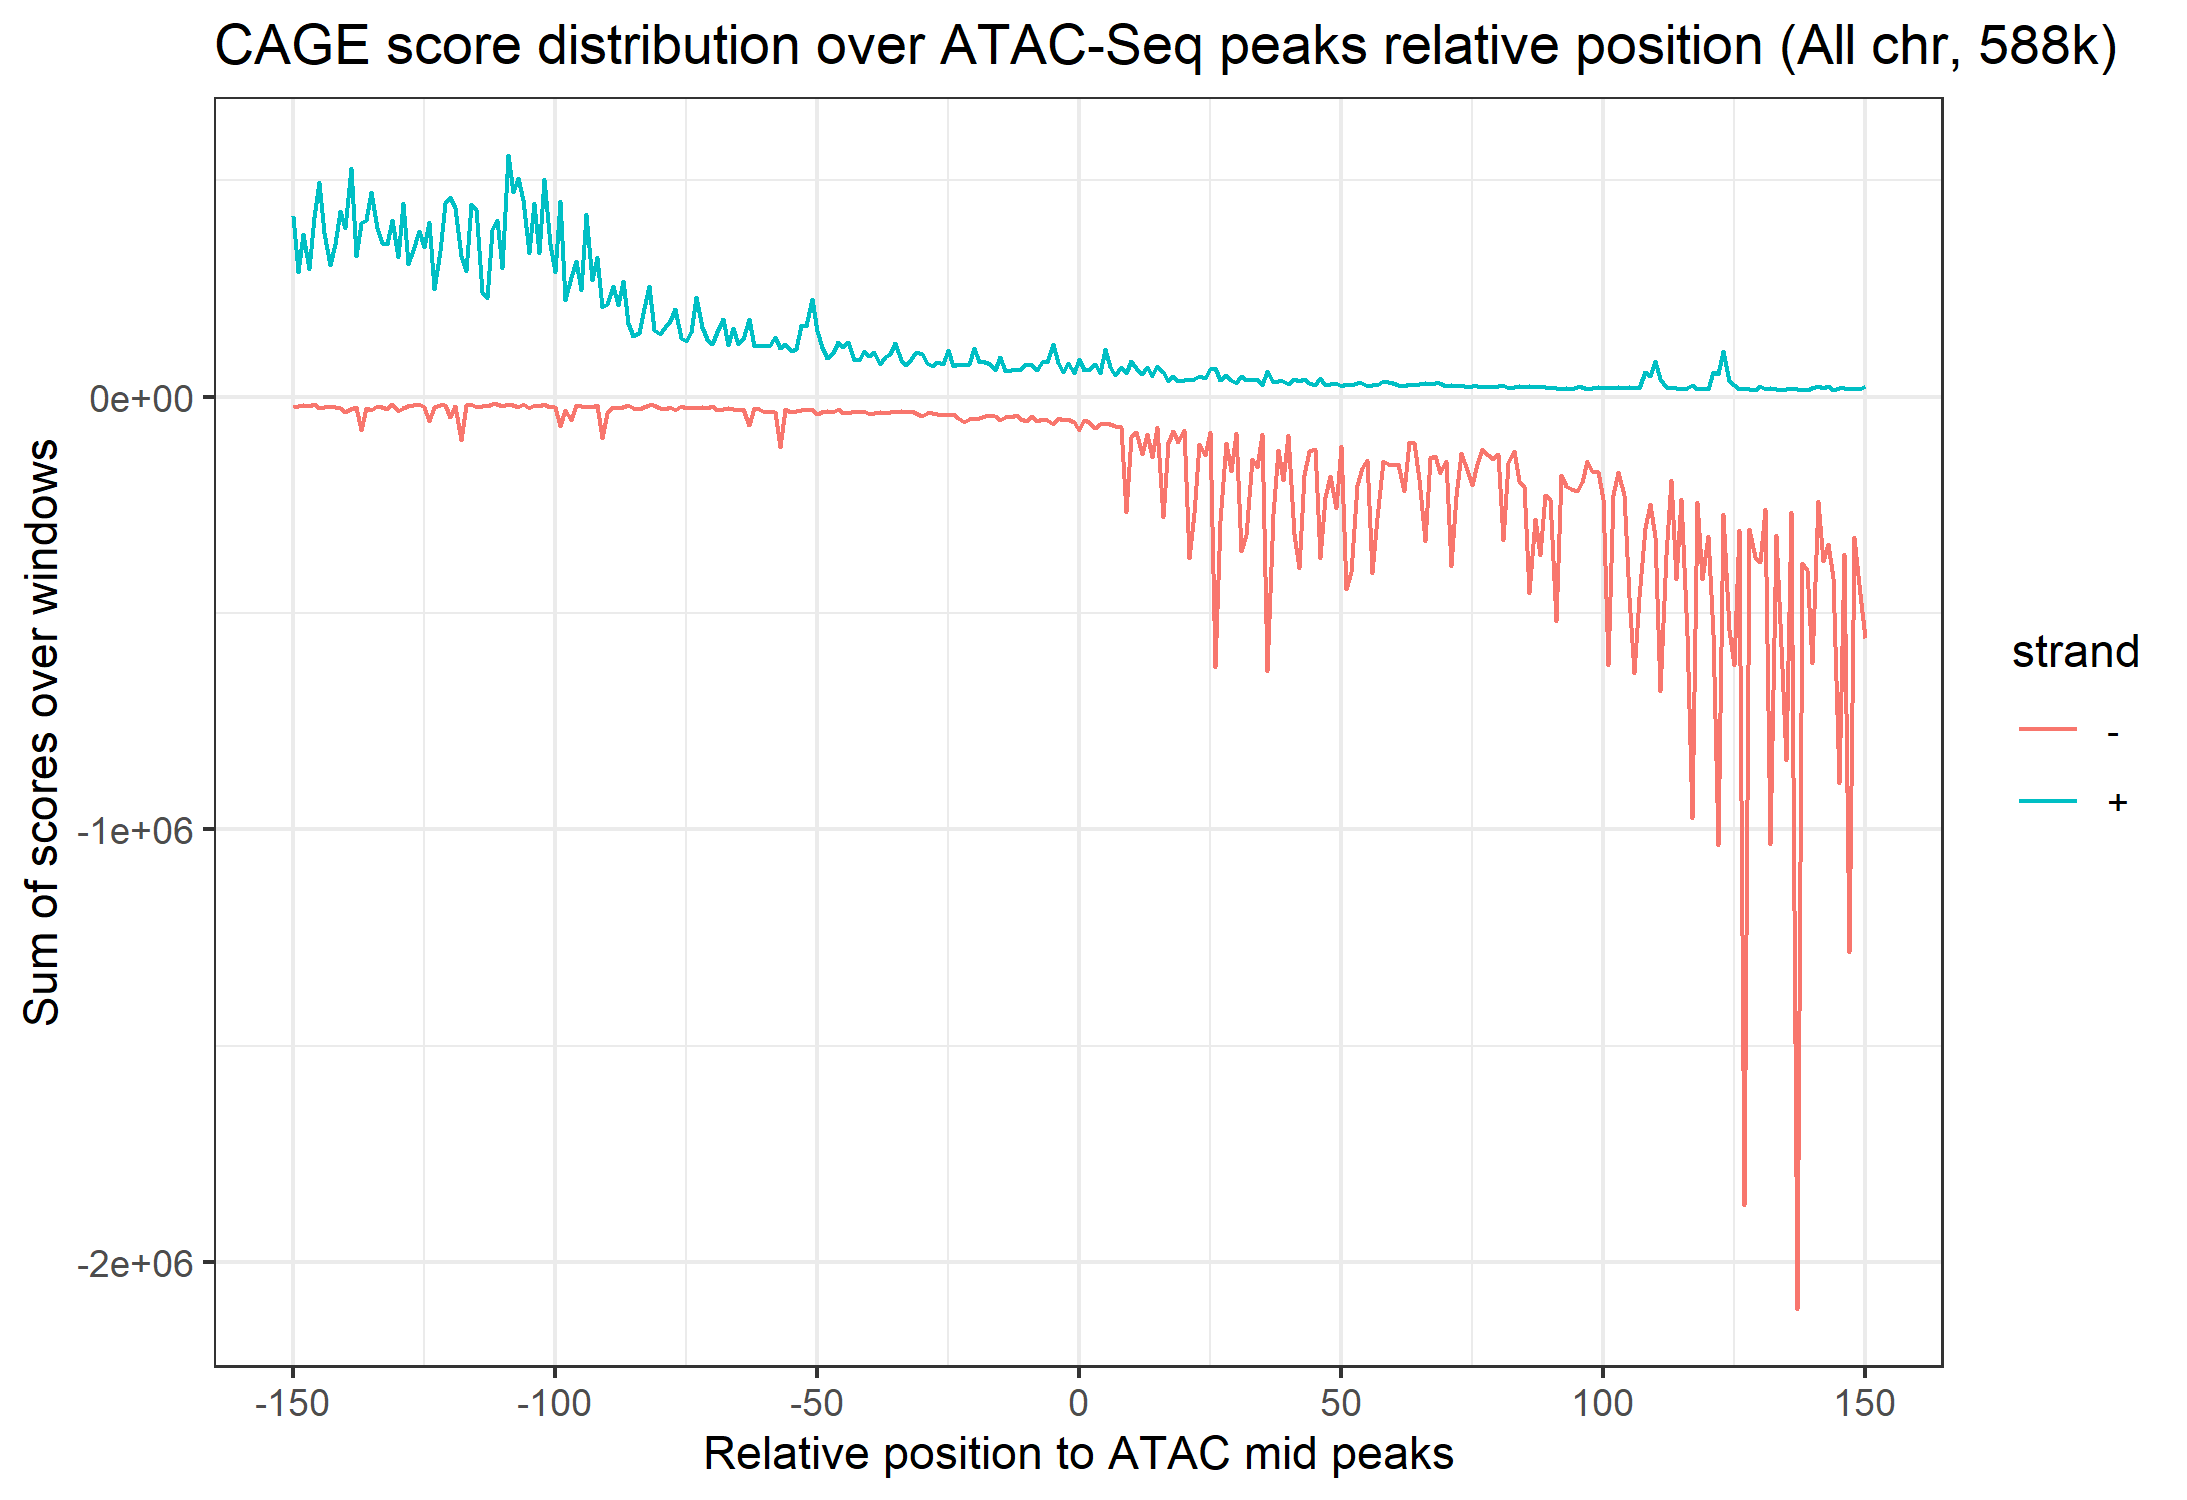 CAGE score distribution over ATAC-Seq peaks relative position (All chr, 588k)
Sum of scores over windows
0e+00
-1e+06
-2e+06
-150 -100 -50 0 50 100 150
Relative position to ATAC mid peaks
strand
-
+